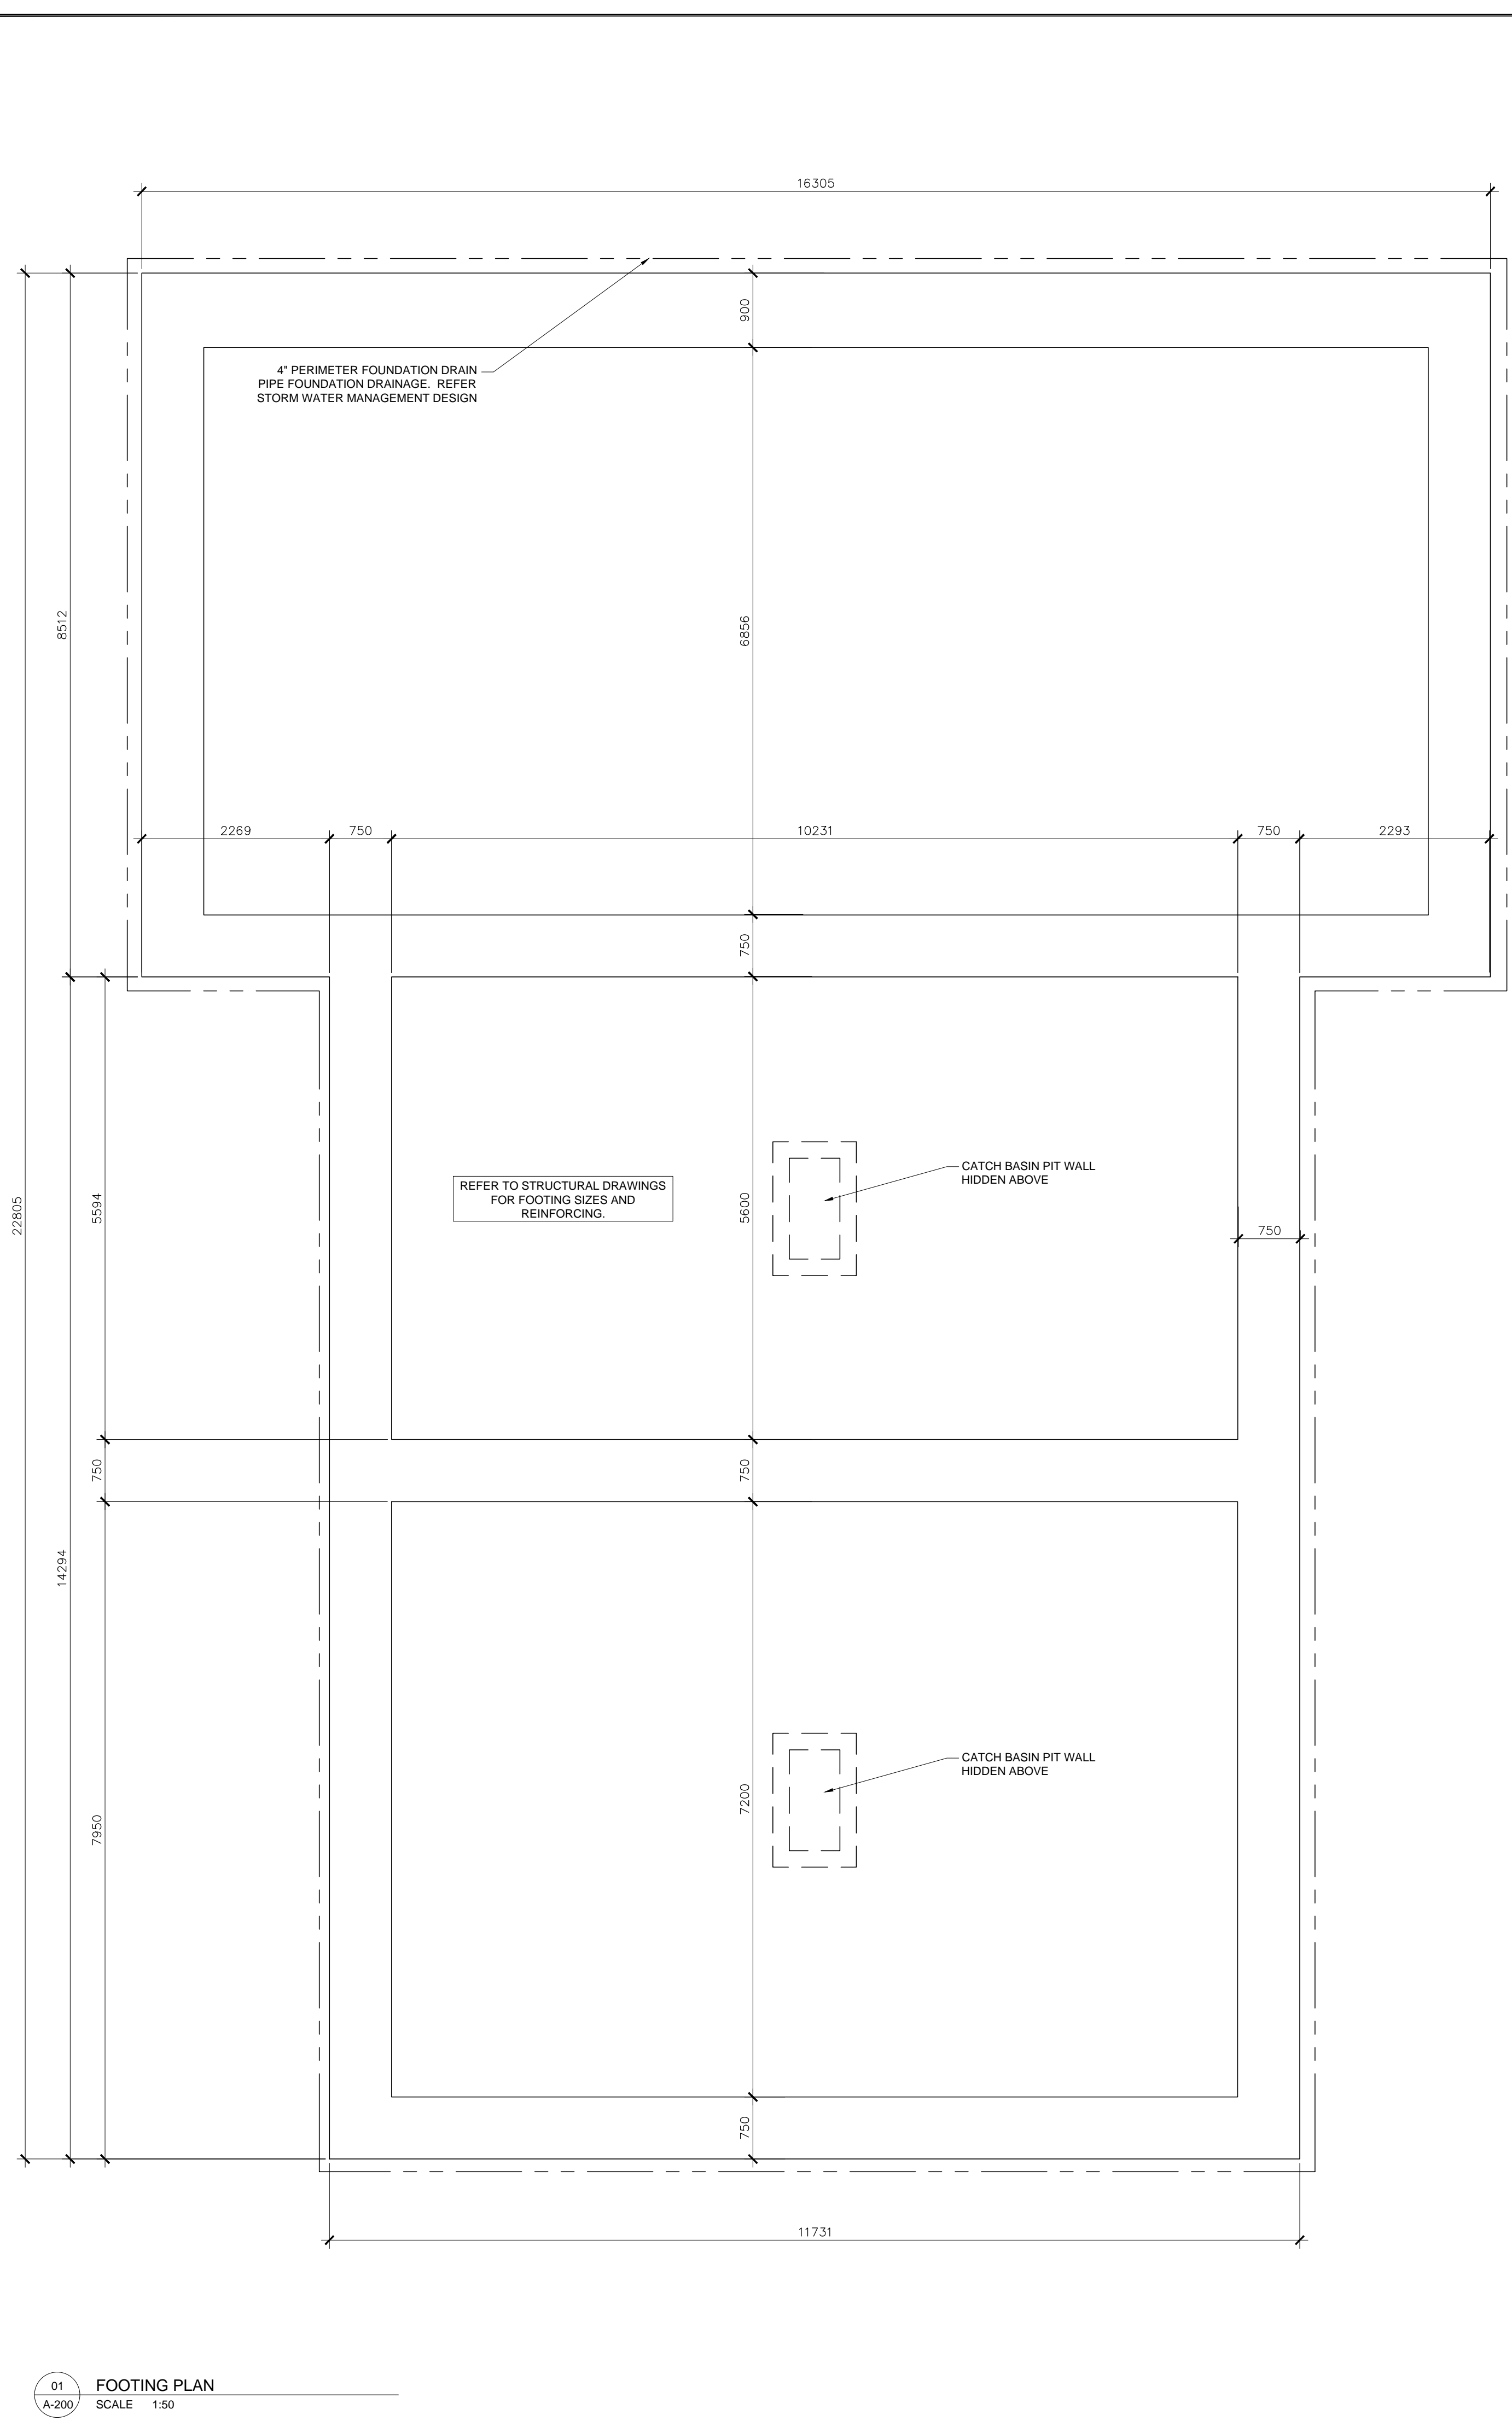 16305
900
4" PERIMETER FOUNDATION DRAIN
PIPE FOUNDATION DRAINAGE.  REFER
STORM WATER MANAGEMENT DESIGN
8512
6856
2269
750
10231
750
2293
750
22805
5594
REFER TO STRUCTURAL DRAWINGS
FOR FOOTING SIZES AND
REINFORCING.
5600
CATCH BASIN PIT WALL
HIDDEN ABOVE
750
750
750
14294
7950
7200
CATCH BASIN PIT WALL
HIDDEN ABOVE
750
11731
01
FOOTING PLAN
A-200
SCALE 1:50